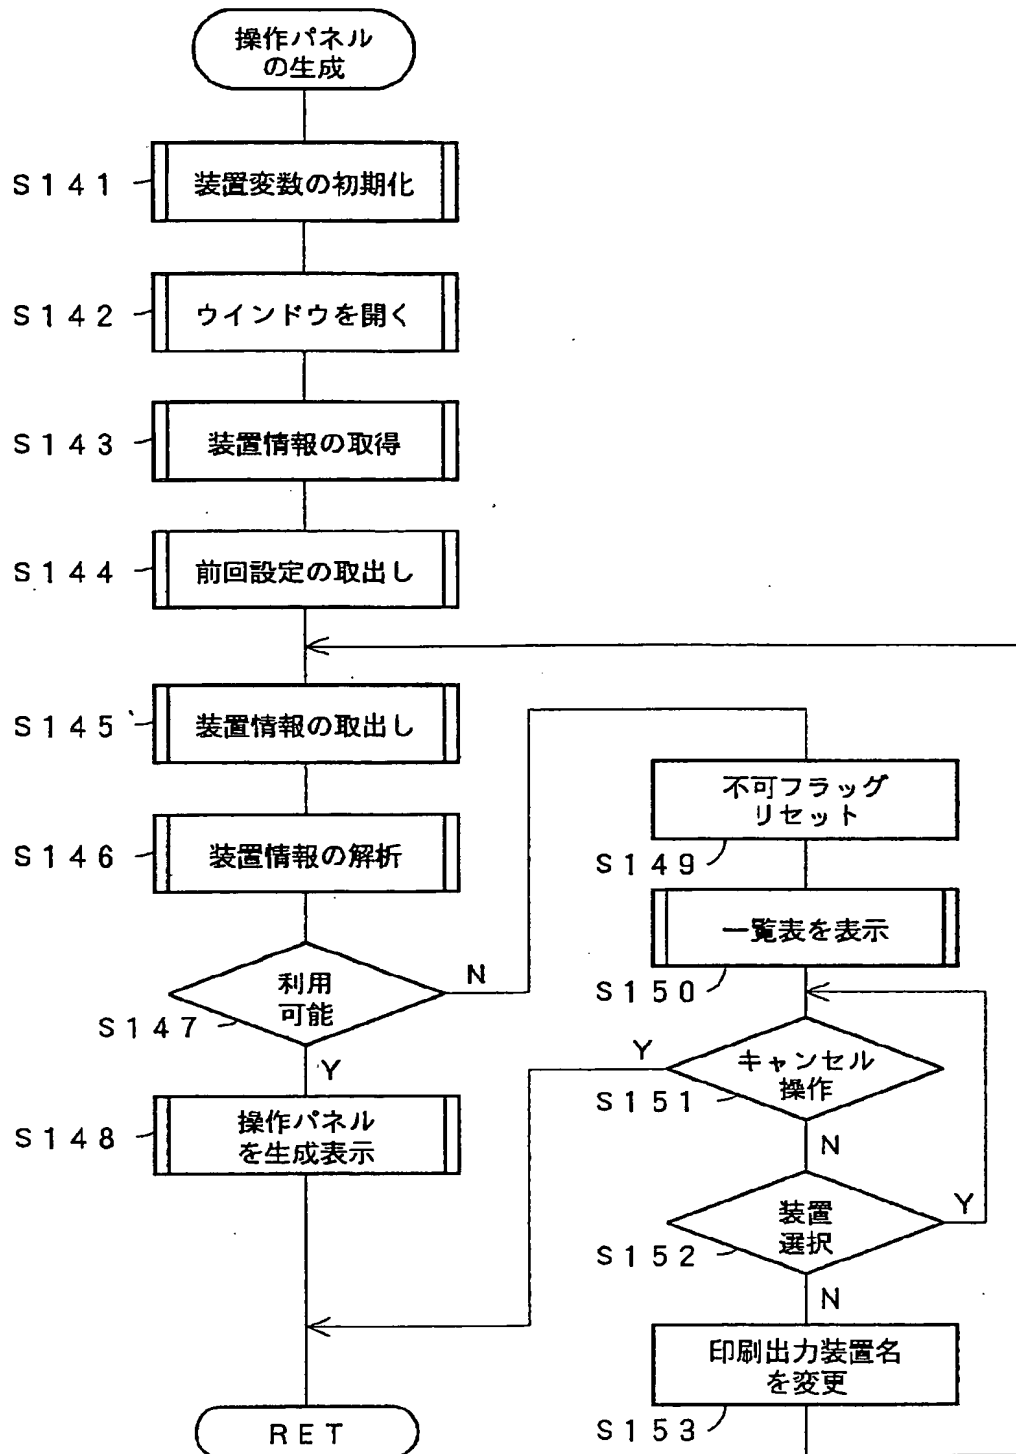 操作パネル
の生成
S141
装置変数の初期化
S142
ウインドウを開く
S143
装置情報の取得
S144
前回設定の取出し
S145
装置情報の取出し
S146
装置情報の解析
利用
可能
S147
N
Y
S148
操作パネル
を生成表示
RET
不可フラッグ
リセット
S149
一覧表を表示
S150
キャンセル
操作
S151
Y
N
装置
選択
S152
Y
N
印刷出力装置名
を変更
S153